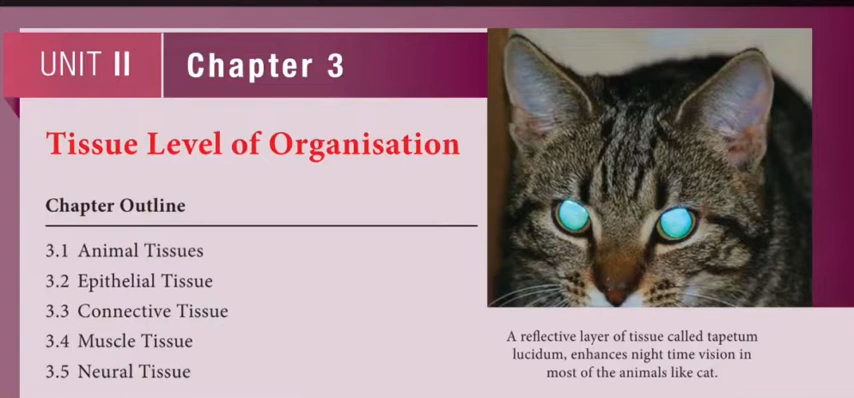 UNIT II
Chapter 3
Tissue Level of Organisation
Chapter Outline
3.1 Animal Tissues
3.2 Epithelial Tissue
3.3 Connective Tissue
3.4 Muscle Tissue
3.5 Neural Tissue
A reflective layer of tissue called tapetum
lucidum, enhances night time vision in
most of the animals like cat.